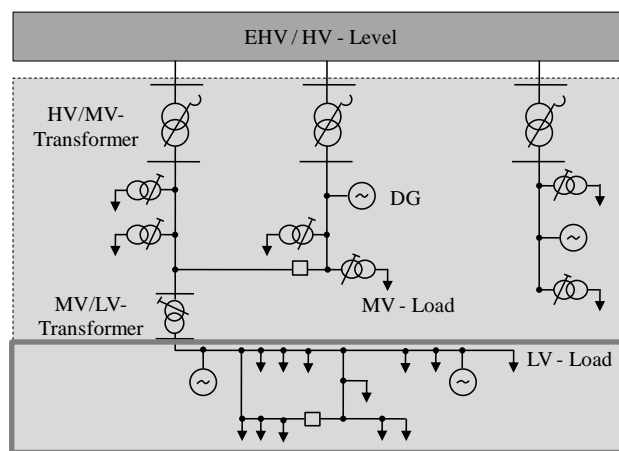 EHV / HV - Level
HV/MV-
Transformer
DG
MV - Load
MV/LV-
Transformer
LV - Load